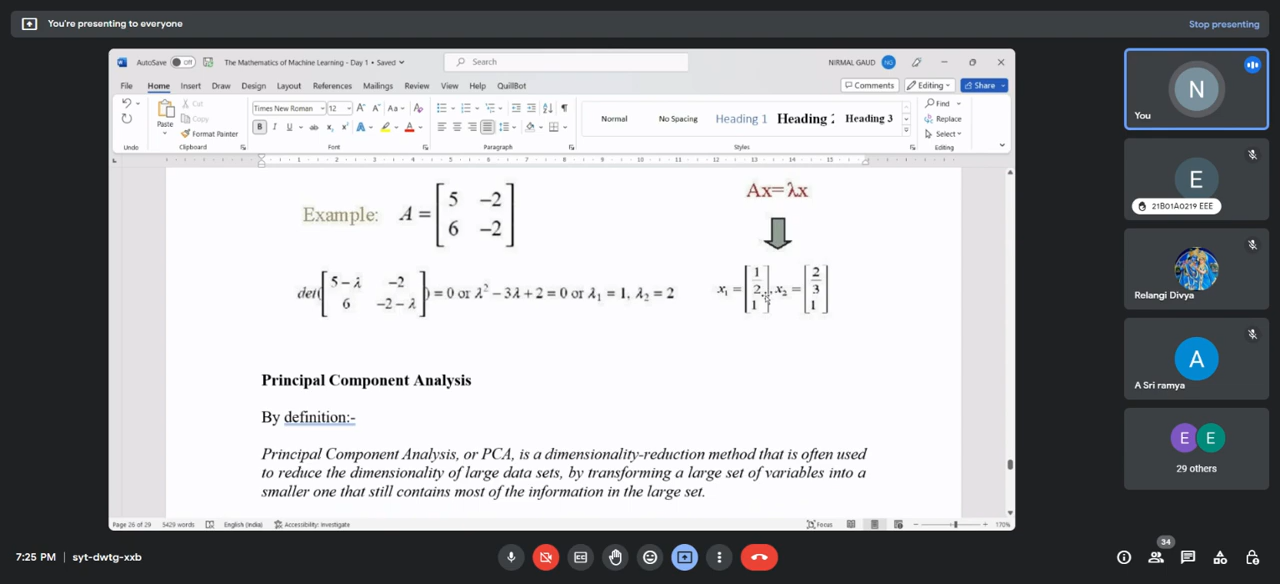 You're presenting to everyone
Stop presenting
AutoSave Off The Mathematics of Machine Learning - Day 1 • Saved
Search
NIRMAL GAUD NG
File Home Insert Draw Design Layout References Mailings Review View Help QuillBot
Comments Editing Share
Paste
Cut
Copy
Format Painter
Times New Roman 12
Normal No Spacing Heading 1 Heading 2 Heading 3
Find
Replace
Select
Undo Clipboard Font Paragraph Styles Editing
Example: A = [5 -2
6 -2]
Ax=λx
det([5 - λ -2
6 -2 - λ]) = 0 or λ² - 3λ + 2 = 0 or λ₁ = 1, λ₂ = 2
x₁ = [1/2
1], x₂ = [2/3
1]
Principal Component Analysis
By definition:-
Principal Component Analysis, or PCA, is a dimensionality-reduction method that is often used
to reduce the dimensionality of large data sets, by transforming a large set of variables into a
smaller one that still contains most of the information in the large set.
Page 26 of 29 5429 words English (India) Accessibility: Investigate
Focus 170%
N
You
E
21B01A0219 EEE
Relangi Divya
A
A Sri ramya
E E
29 others
7:25 PM | syt-dwtg-xxb
34